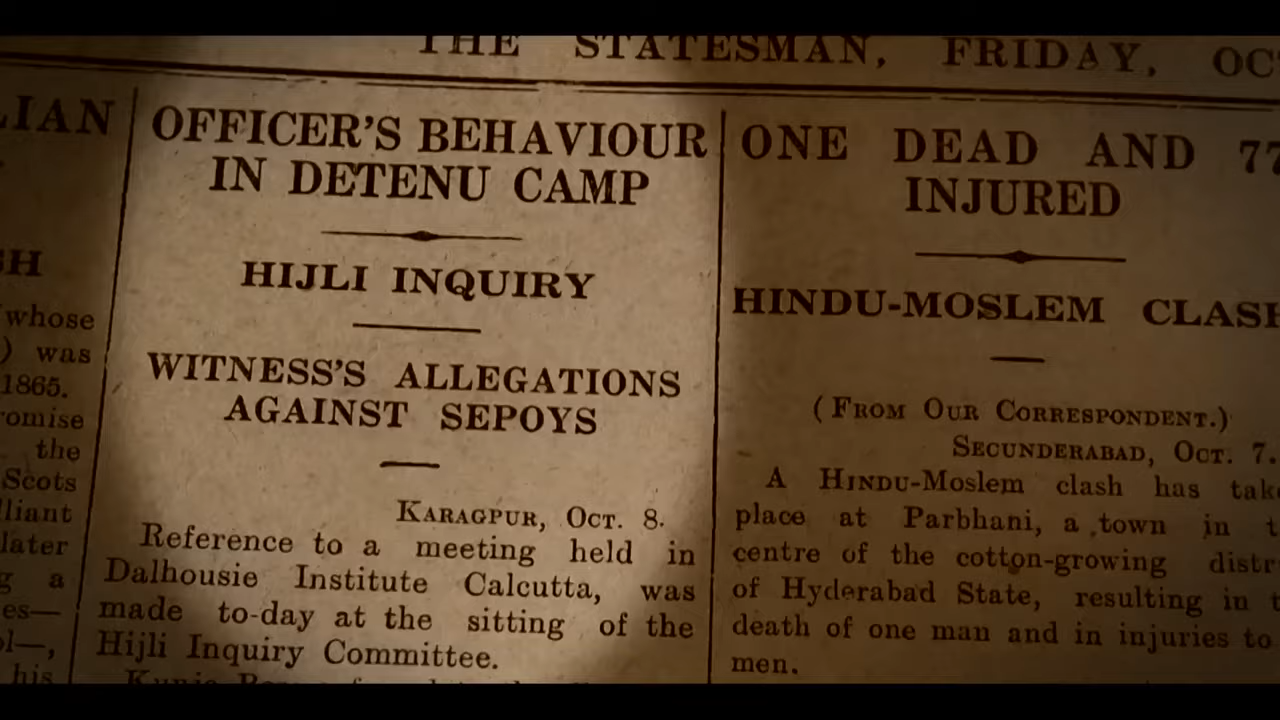 THE STATESMAN, FRIDAY,
OFFICER'S BEHAVIOUR
IN DETENU CAMP
HIJLI INQUIRY
WITNESS'S ALLEGATIONS
AGAINST SEPOYS
KARAGPUR, OCT. 8.
Reference to a meeting held in
Dalhousie Institute Calcutta, was
made to-day at the sitting of the
Hijli Inquiry Committee.
ONE DEAD AND 77
INJURED
HINDU-MOSLEM
(FROM OUR CORRESPONDENT.)
SECUNDERABAD, OCT. 7.
A HINDU-Moslem clash has
place at Parbhani, a town in
centre of the cotton-growing
of Hyderabad State, resulting in
death of one man and in injuries to
men.
whose
) was
1865.
the
Scots
later
a
his